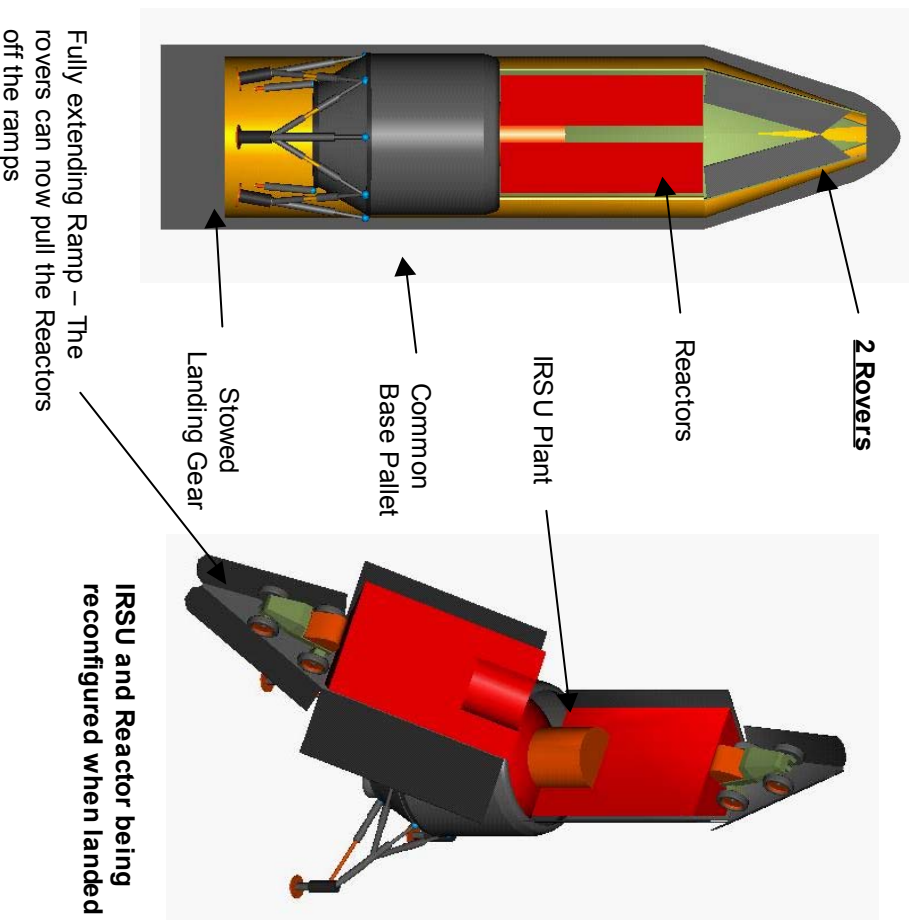 2 Rovers
Reactors
IRSU Plant
Common
Base Pallet
Stowed
Landing Gear
Fully extending Ramp – The
rovers can now pull the Reactors
off the ramps
IRSU and Reactor being
reconfigured when landed